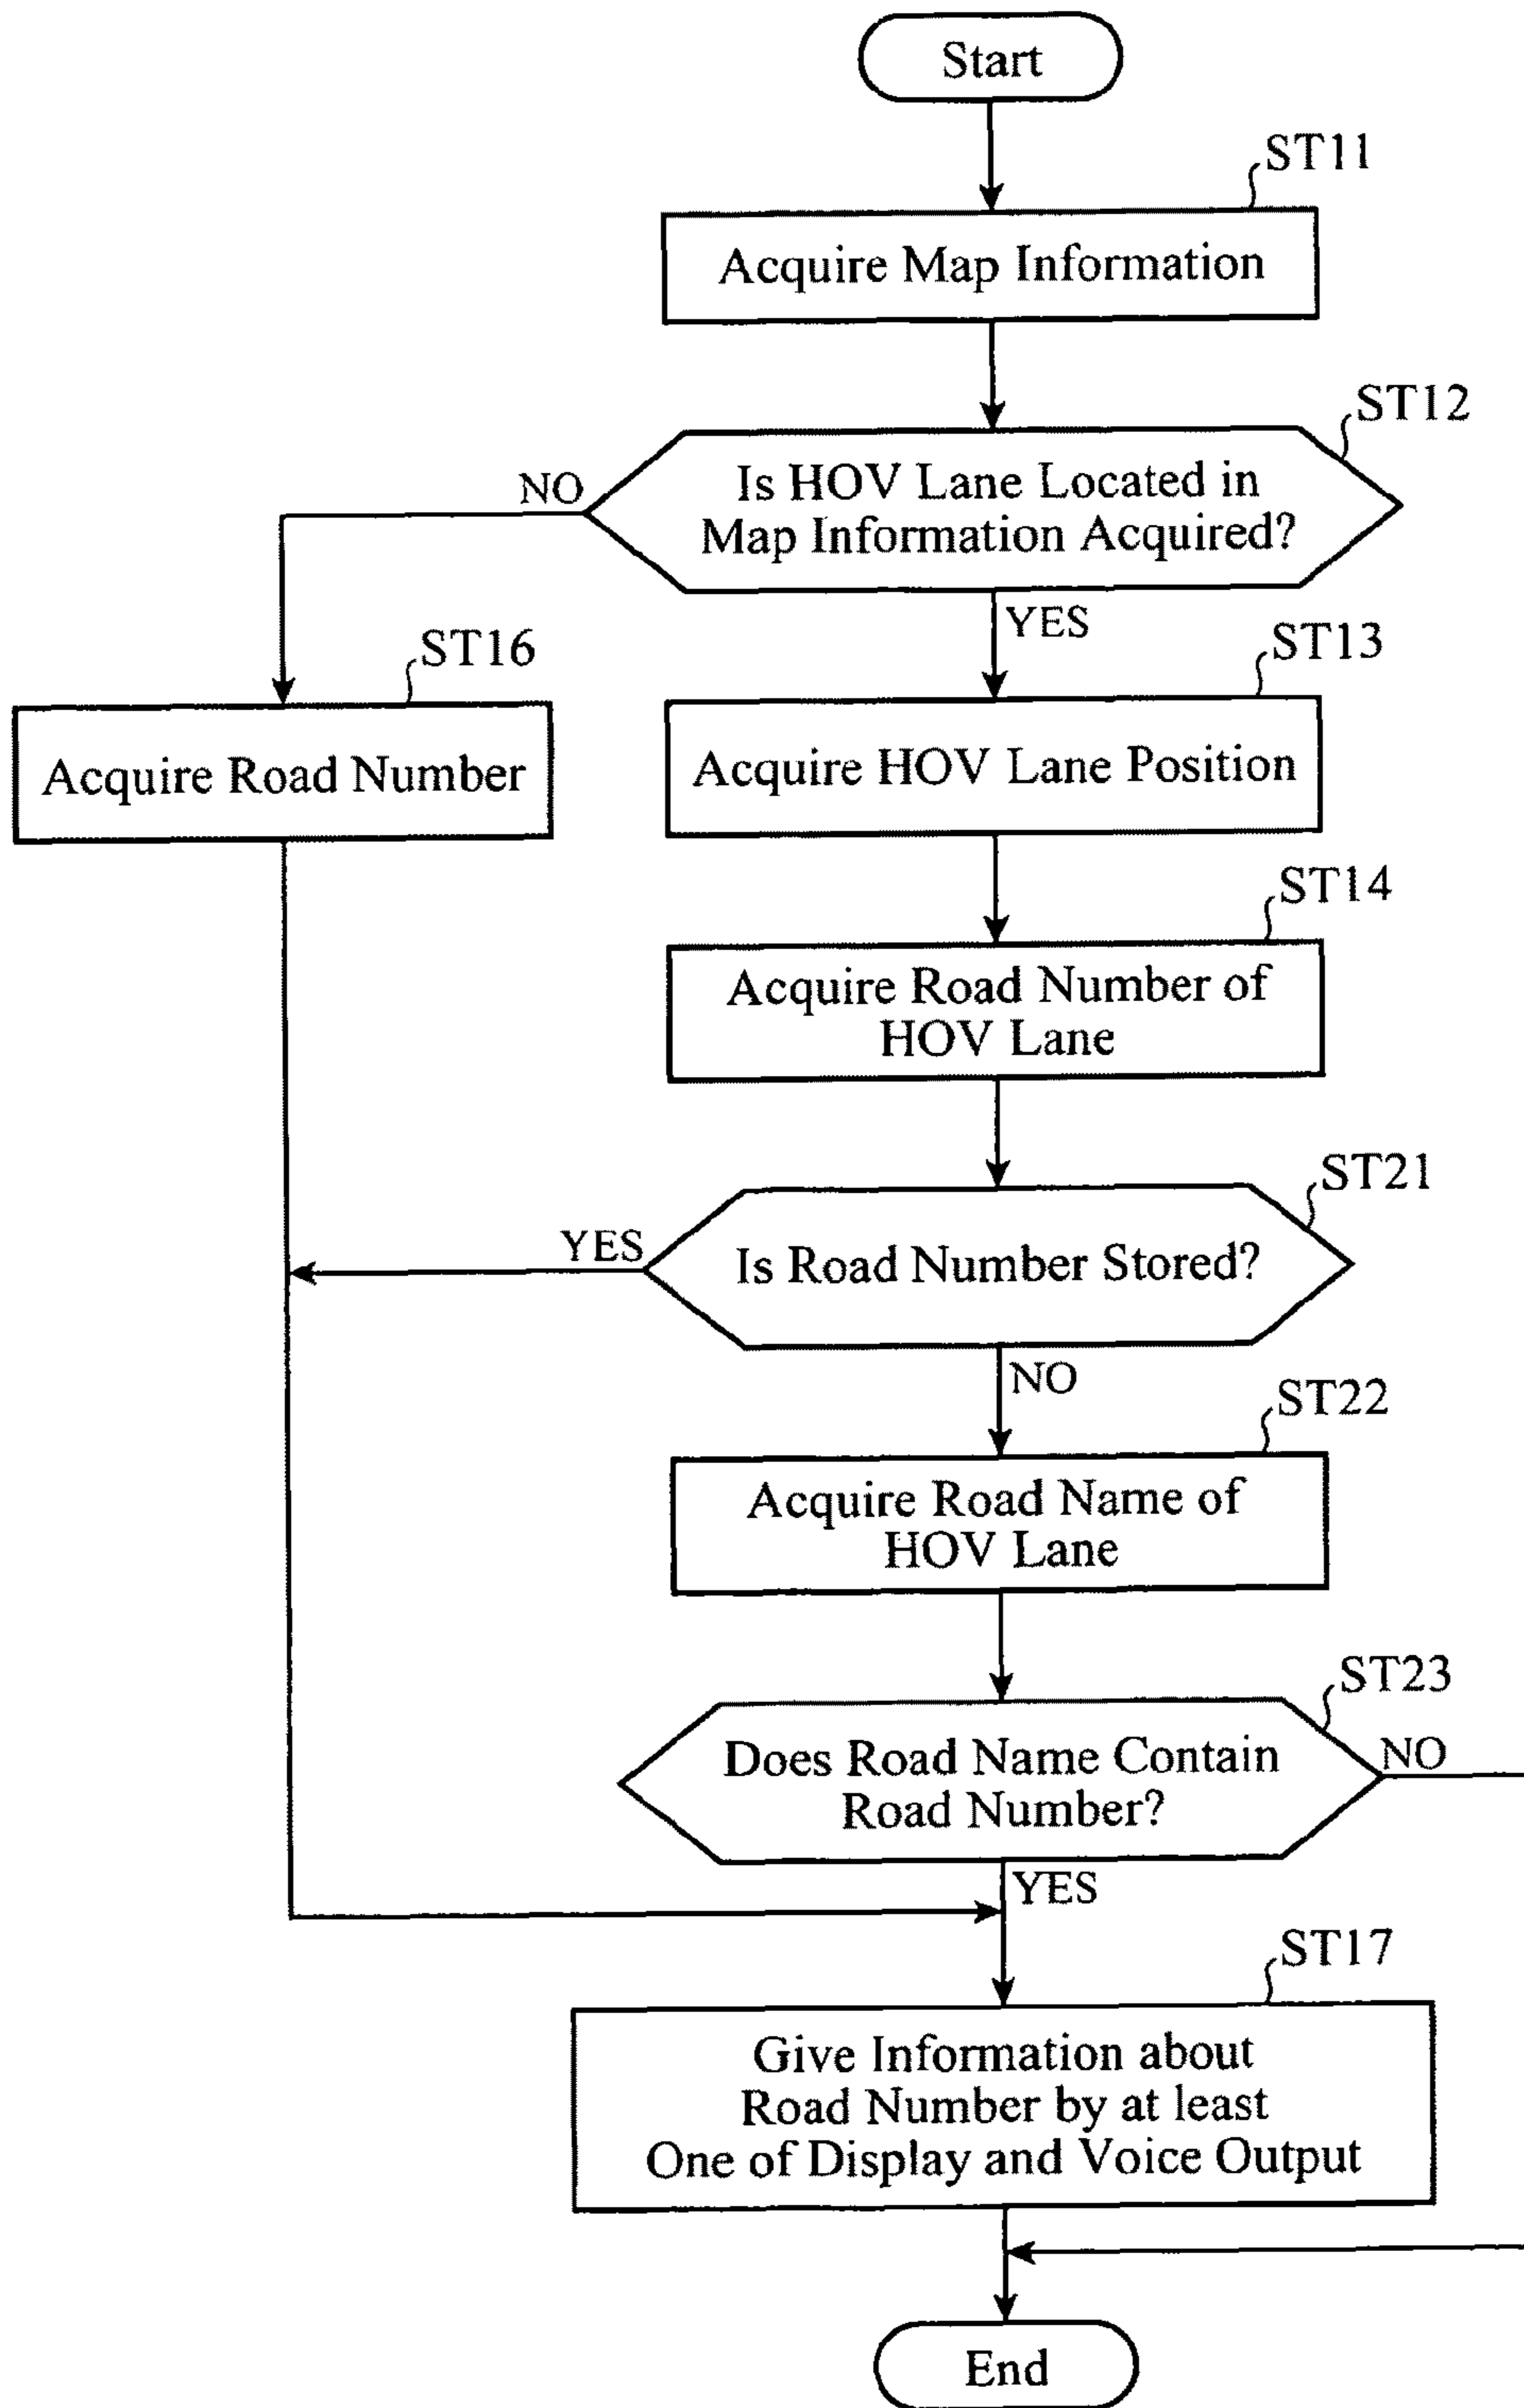 Start
ST11
Acquire Map Information
ST12
NO
Is HOV Lane Located in
Map Information Acquired?
YES
ST16
ST13
Acquire Road Number
Acquire HOV Lane Position
ST14
Acquire Road Number of
HOV Lane
ST21
YES
Is Road Number Stored?
NO
ST22
Acquire Road Name of
HOV Lane
ST23
Does Road Name Contain
Road Number?
NO
YES
ST17
Give Information about
Road Number by at least
One of Display and Voice Output
End